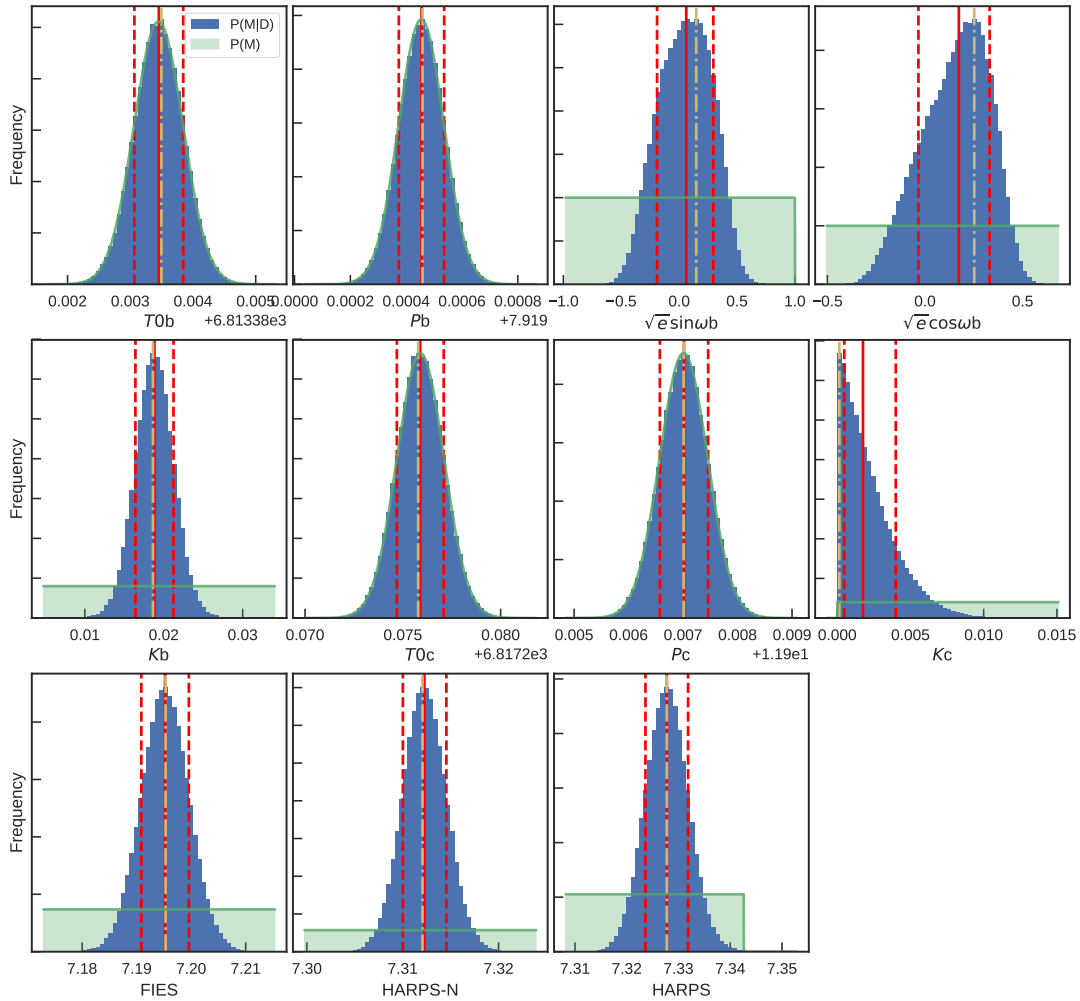 Frequency
P(M|D)
P(M)
0.002 0.003 0.004 0.005
T0b +6.81338e3
0.0000 0.0002 0.0004 0.0006 0.0008
Pb +7.919
−1.0 −0.5 0.0 0.5 1.0
√e sinωb
−0.5 0.0 0.5
√e cosωb
Frequency
0.01 0.02 0.03
Kb
0.070 0.075 0.080
T0c +6.8172e3
0.005 0.006 0.007 0.008 0.009
Pc +1.19e1
0.000 0.005 0.010 0.015
Kc
Frequency
7.18 7.19 7.20 7.21
FIES
7.30 7.31 7.32
HARPS-N
7.31 7.32 7.33 7.34 7.35
HARPS